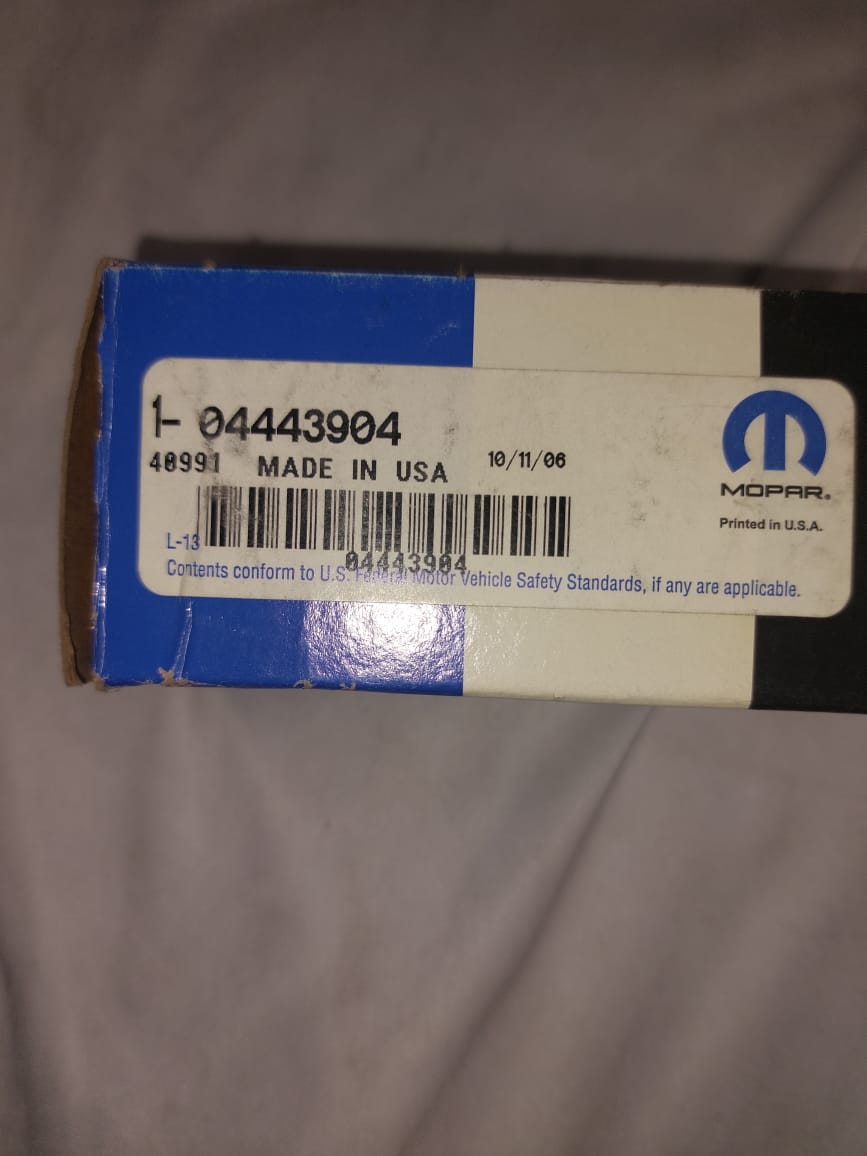 1- 04443904
40991 MADE IN USA 10/11/06
MOPAR®
Printed in U.S.A.
L-13
04443904
Contents conform to U.S. Federal Motor Vehicle Safety Standards, if any are applicable.